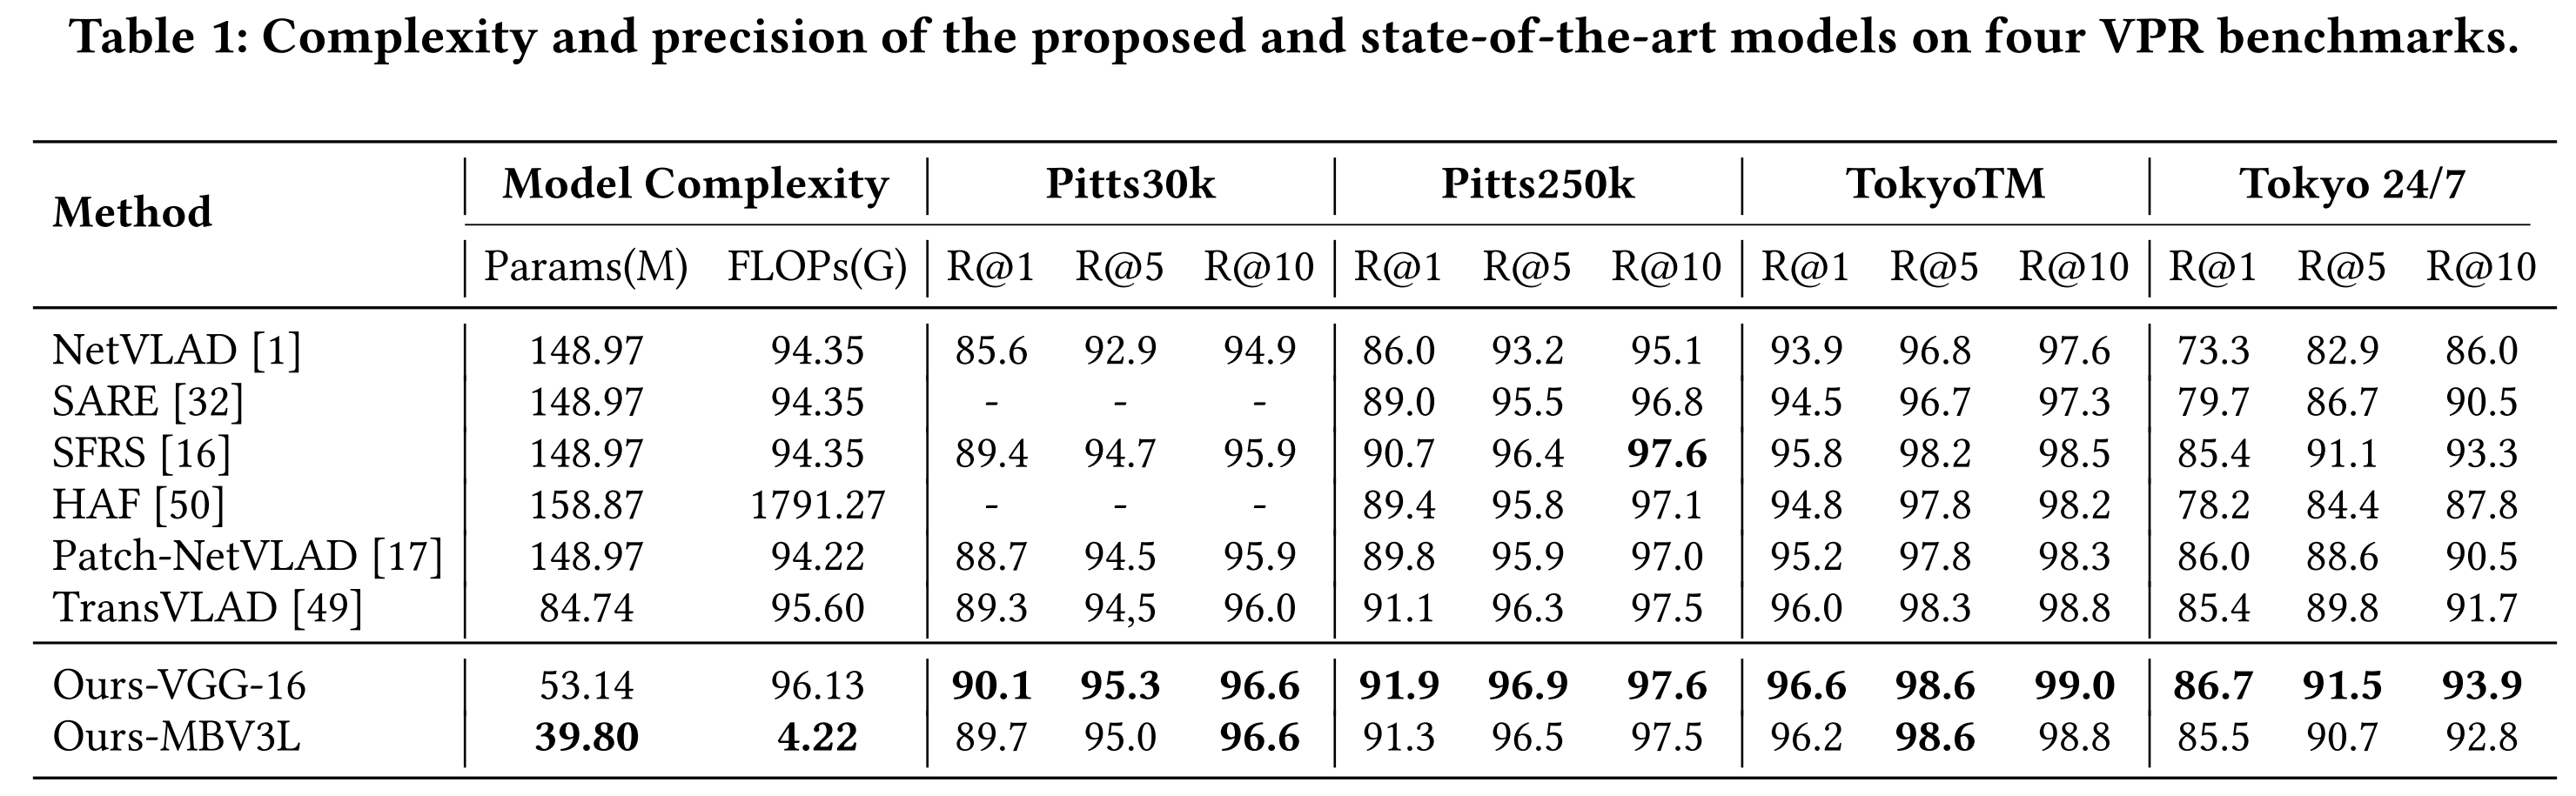 Table 1: Complexity and precision of the proposed and state-of-the-art models on four VPR benchmarks.
Method Model Complexity Pitts30k Pitts250k TokyoTM Tokyo 24/7
Params(M) FLOPs(G) R@1 R@5 R@10 R@1 R@5 R@10 R@1 R@5 R@10 R@1 R@5 R@10
NetVLAD [1] 148.97 94.35 85.6 92.9 94.9 86.0 93.2 95.1 93.9 96.8 97.6 73.3 82.9 86.0
SARE [32] 148.97 94.35 - - - 89.0 95.5 96.8 94.5 96.7 97.3 79.7 86.7 90.5
SFRS [16] 148.97 94.35 89.4 94.7 95.9 90.7 96.4 97.6 95.8 98.2 98.5 85.4 91.1 93.3
HAF [50] 158.87 1791.27 - - - 89.4 95.8 97.1 94.8 97.8 98.2 78.2 84.4 87.8
Patch-NetVLAD [17] 148.97 94.22 88.7 94.5 95.9 89.8 95.9 97.0 95.2 97.8 98.3 86.0 88.6 90.5
TransVLAD [49] 84.74 95.60 89.3 94,5 96.0 91.1 96.3 97.5 96.0 98.3 98.8 85.4 89.8 91.7
Ours-VGG-16 53.14 96.13 90.1 95.3 96.6 91.9 96.9 97.6 96.6 98.6 99.0 86.7 91.5 93.9
Ours-MBV3L 39.80 4.22 89.7 95.0 96.6 91.3 96.5 97.5 96.2 98.6 98.8 85.5 90.7 92.8